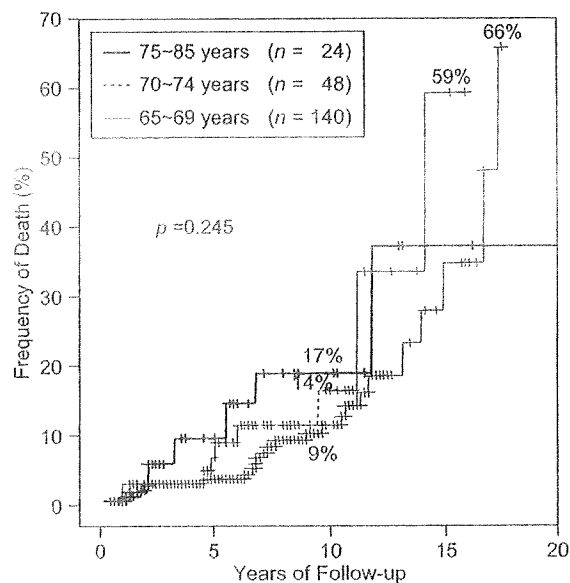 70
60
50
40
30
20
10
0
Frequency of Death (%)
75~85 years (n = 24)
70~74 years (n = 48)
65~69 years (n = 140)
p =0.245
59%
66%
17%
14%
9%
0 5 10 15 20
Years of Follow-up